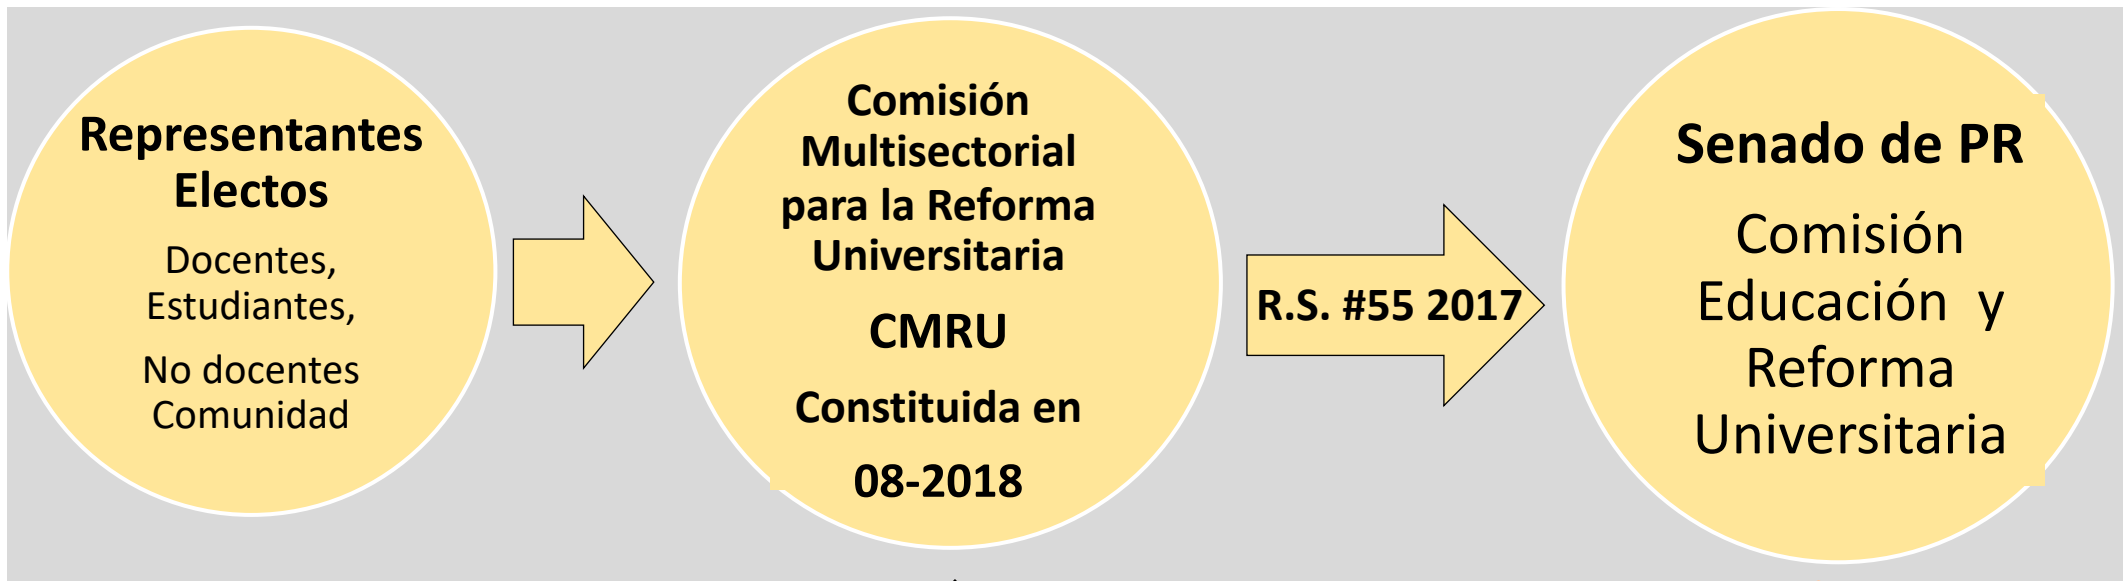 Representantes
Electos
Docentes,
Estudiantes,
No docentes
Comunidad
Comisión
Multisectorial
para la Reforma
Universitaria
CMRU
Constituida en
08-2018
R.S. #55 2017
Senado de PR
Comisión
Educación y
Reforma
Universitaria